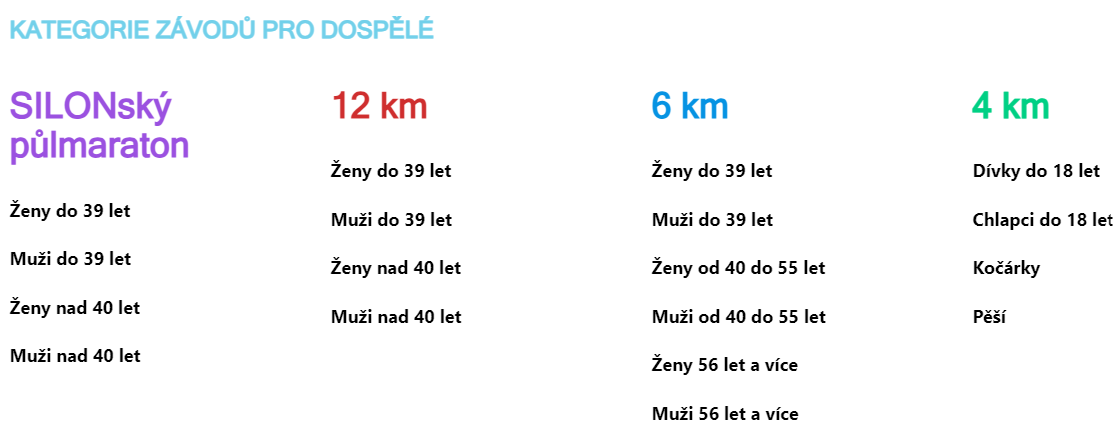 KATEGORIE ZÁVODŮ PRO DOSPĚLÉ
SILONský
půlmaraton
Ženy do 39 let
Muži do 39 let
Ženy nad 40 let
Muži nad 40 let
12 km
Ženy do 39 let
Muži do 39 let
Ženy nad 40 let
Muži nad 40 let
6 km
Ženy do 39 let
Muži do 39 let
Ženy od 40 do 55 let
Muži od 40 do 55 let
Ženy 56 let a více
Muži 56 let a více
4 km
Dívky do 18 let
Chlapci do 18 let
Kočárky
Pěší